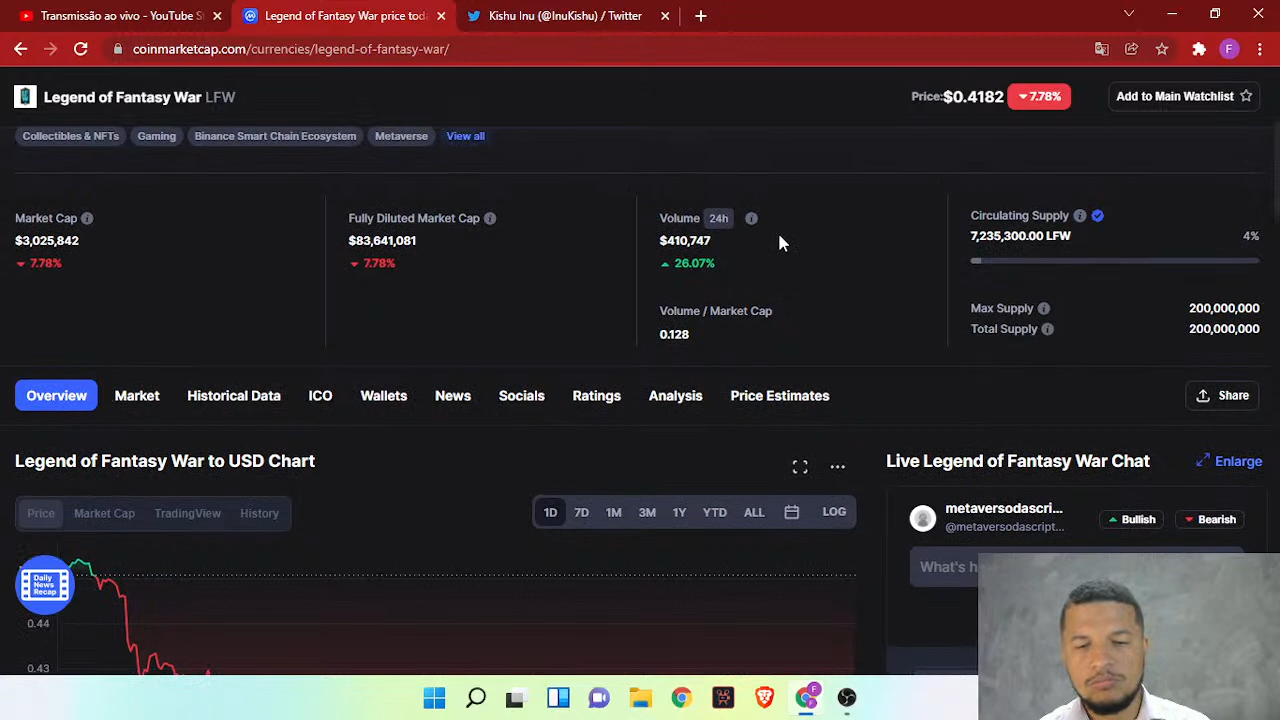 Transmissão ao vivo - YouTube S
Legend of Fantasy War price toda
Kishu Inu (@InuKishu) / Twitter
coinmarketcap.com/currencies/legend-of-fantasy-war/
F
Legend of Fantasy War LFW
Price: $0.4182 7.78%
Add to Main Watchlist
Collectibles & NFTs Gaming Binance Smart Chain Ecosystem Metaverse View all
Market Cap
$3,025,842
7.78%
Fully Diluted Market Cap
$83,641,081
7.78%
Volume 24h
$410,747
26.07%
Volume / Market Cap
0.128
Circulating Supply
7,235,300.00 LFW 4%
Max Supply 200,000,000
Total Supply 200,000,000
Overview Market Historical Data ICO Wallets News Socials Ratings Analysis Price Estimates Share
Legend of Fantasy War to USD Chart
Price Market Cap TradingView History
1D 7D 1M 3M 1Y YTD ALL LOG
Daily
News
Recap
0.44
0.43
Live Legend of Fantasy War Chat Enlarge
metaversodascri...
@metaversodascript...
Bullish Bearish
What's h
F